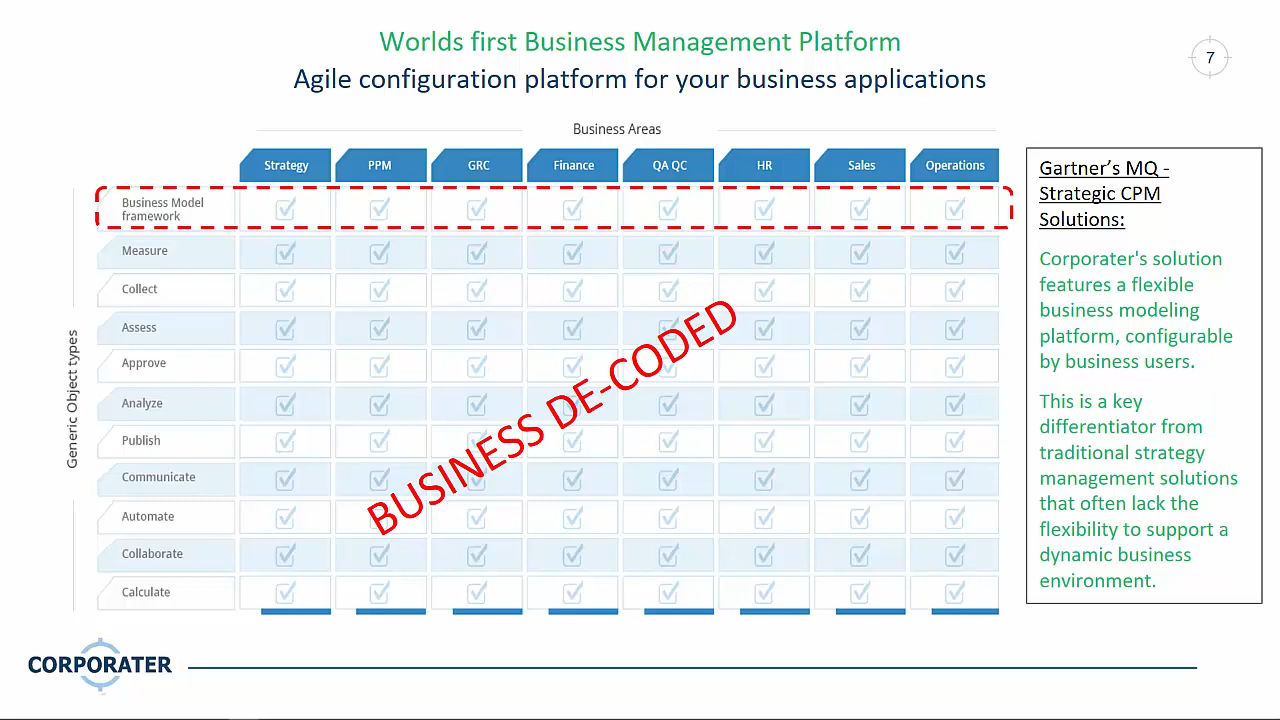 Worlds first Business Management Platform
Agile configuration platform for your business applications
7
Business Areas
Strategy PPM GRC Finance QA QC HR Sales Operations
Generic Object types
Business Model
framework
Measure
Collect
Assess
Approve
Analyze
Publish
Communicate
Automate
Collaborate
Calculate
BUSINESS DE-CODED
Gartner's MQ -
Strategic CPM
Solutions:
Corporater's solution
features a flexible
business modeling
platform, configurable
by business users.
This is a key
differentiator from
traditional strategy
management solutions
that often lack the
flexibility to support a
dynamic business
environment.
CORPORATER